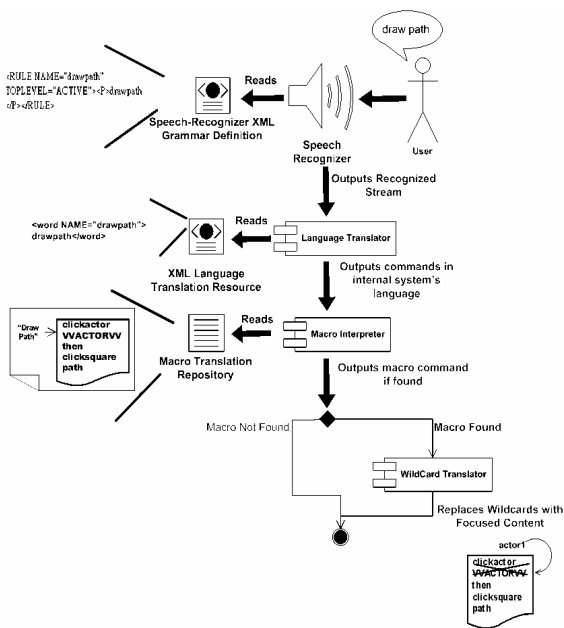 draw path
<RULE NAME="drawpath"
TOPLEVEL="ACTIVE"><P>drawpath
</P></RULE>
Reads
Speech-Recognizer XML
Grammar Definition
Speech
Recognizer
User
Outputs Recognized
Stream
<word NAME="drawpath">
drawpath</word>
Reads
Language Translator
XML Language
Translation Resource
Outputs commands in
internal system's
language
"Draw
Path"
clickactor
VVACTORVV
then
clicksquare
path
Reads
Macro Interpreter
Macro Translation
Repository
Outputs macro command
if found
Macro Not Found
Macro Found
WildCard Translator
Replaces Wildcards with
Focused Content
actor1
clickactor
VVACTORVV
then
clicksquare
path